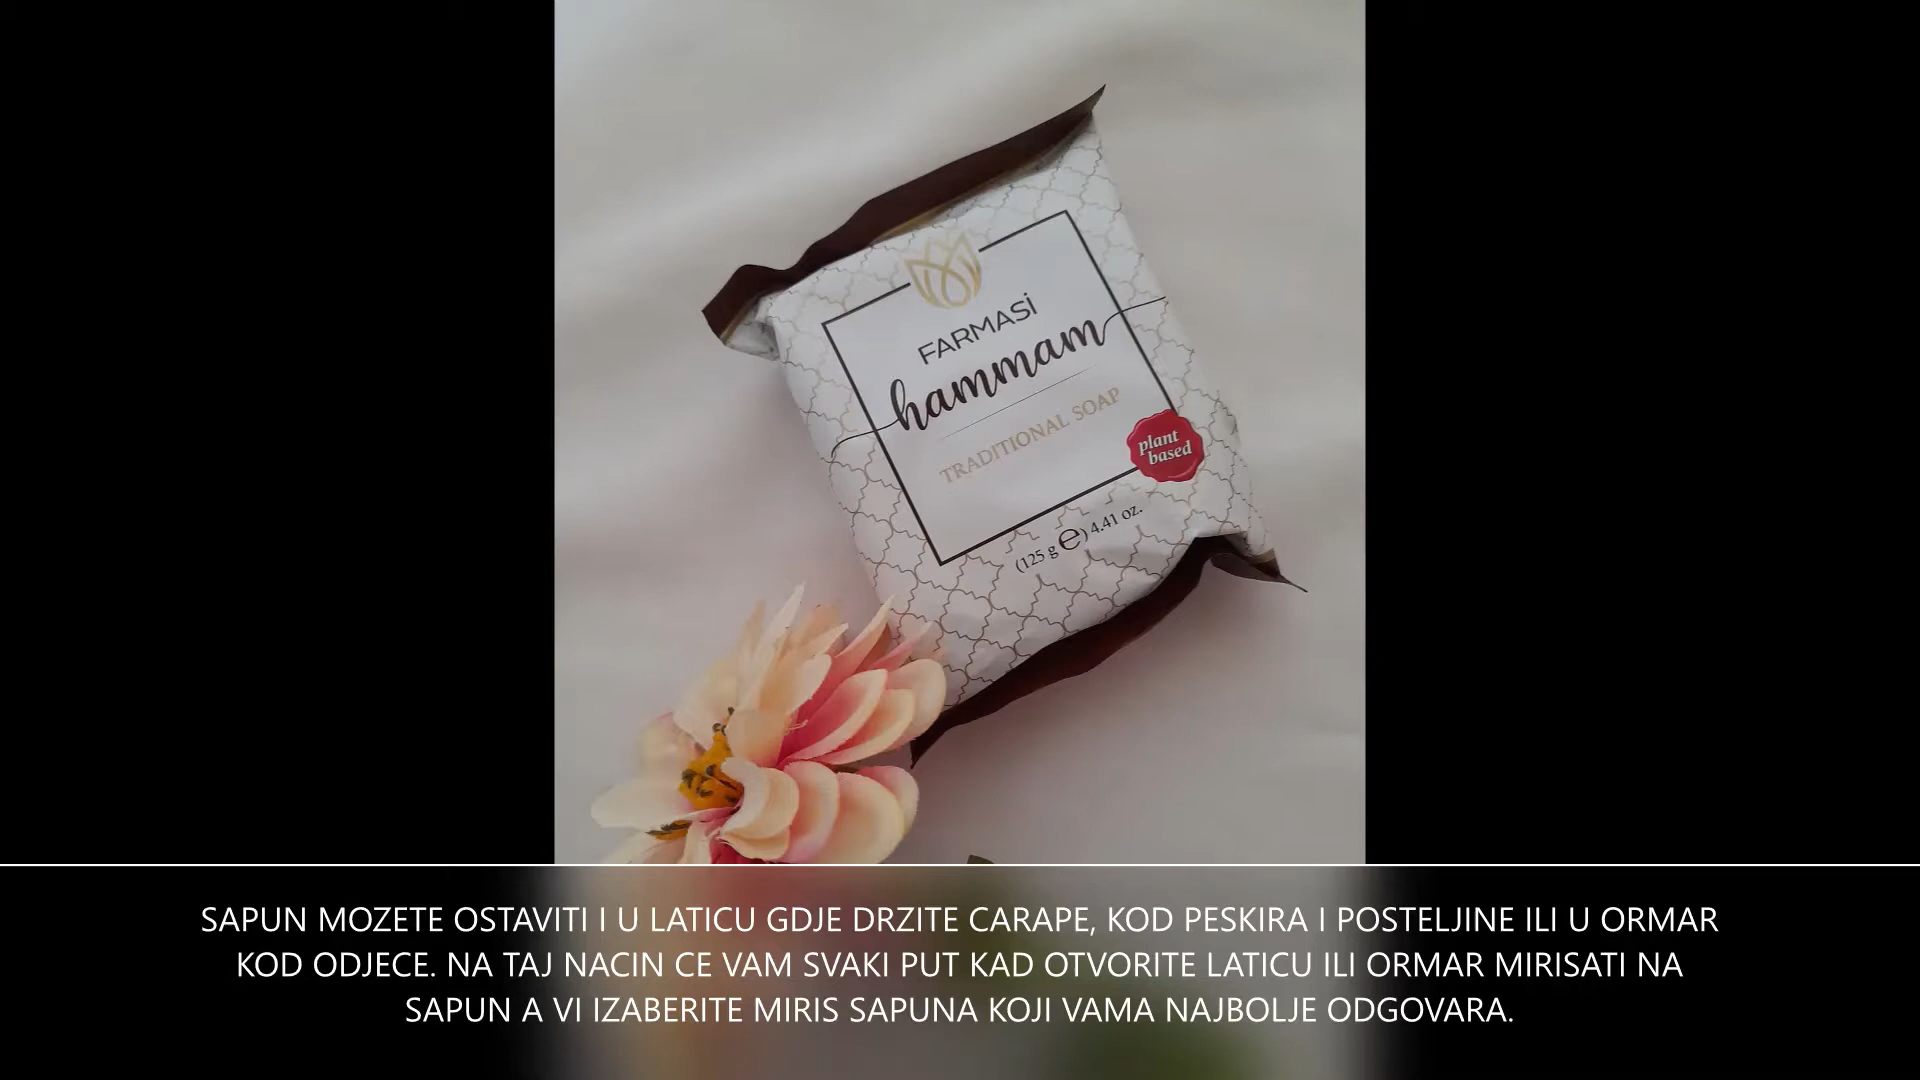 FARMASİ
hammam
TRADITIONAL SOAP
plant
based
(125 g ℮) 4.41 oz.
SAPUN MOZETE OSTAVITI I U LATICU GDJE DRZITE CARAPE, KOD PESKIRA I POSTELJINE ILI U ORMAR
KOD ODJECE. NA TAJ NACIN CE VAM SVAKI PUT KAD OTVORITE LATICU ILI ORMAR MIRISATI NA
SAPUN A VI IZABERITE MIRIS SAPUNA KOJI VAMA NAJBOLJE ODGOVARA.